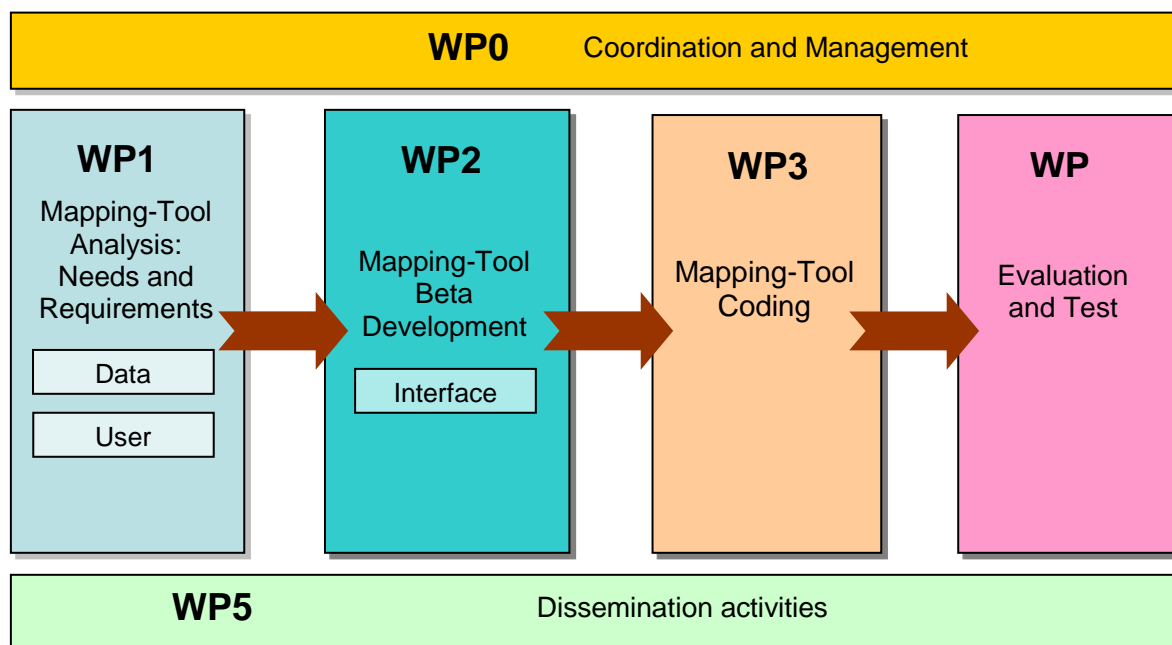 WP0 Coordination and Management
WP1
Mapping-Tool
Analysis:
Needs and
Requirements
Data
User
WP2
Mapping-Tool
Beta
Development
Interface
WP3
Mapping-Tool
Coding
WP
Evaluation
and Test
WP5 Dissemination activities